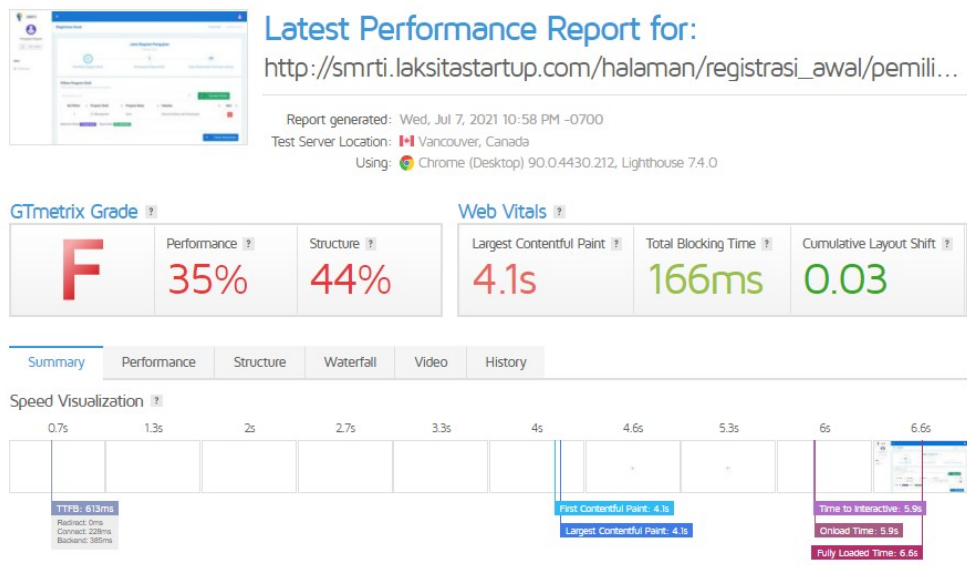 Latest Performance Report for:
http://smrti.laksitastartup.com/halaman/registrasi_awal/pemili...
Report generated: Wed, Jul 7, 2021 10:58 PM -0700
Test Server Location: Vancouver, Canada
Using: Chrome (Desktop) 90.0.4430.212, Lighthouse 7.4.0
GTmetrix Grade ?
Web Vitals ?
F
Performance ?
35%
Structure ?
44%
Largest Contentful Paint ?
4.1s
Total Blocking Time ?
166ms
Cumulative Layout Shift ?
0.03
Summary Performance Structure Waterfall Video History
Speed Visualization ?
0.7s 1.3s 2s 2.7s 3.3s 4s 4.6s 5.3s 6s 6.6s
TTFB: 613ms
Redirect: 0ms
Connect: 228ms
Backend: 385ms
First Contentful Paint: 4.1s
Largest Contentful Paint: 4.1s
Time to Interactive: 5.9s
Onload Time: 5.9s
Fully Loaded Time: 6.6s